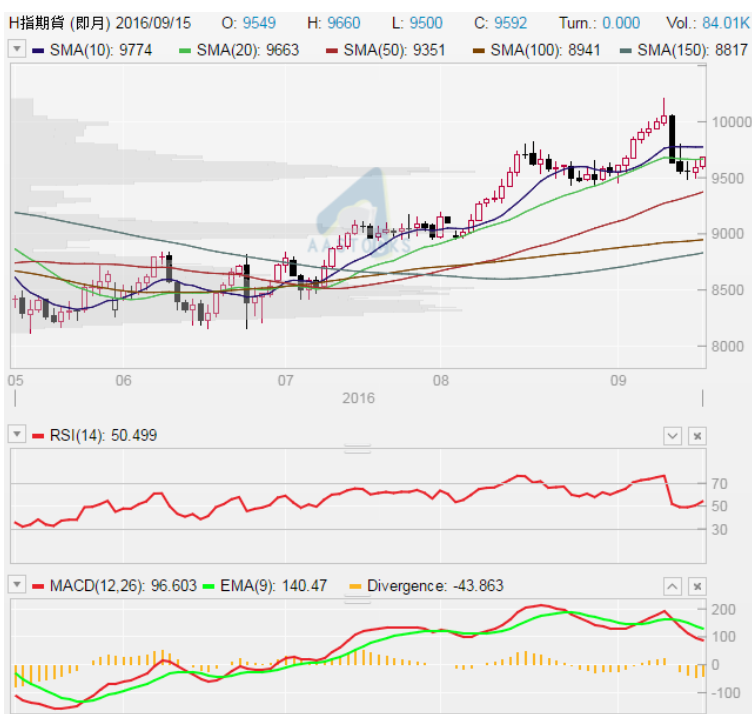 H指期貨 (即月) 2016/09/15 O: 9549 H: 9660 L: 9500 C: 9592 Turn.: 0.000 Vol.: 84.01K
SMA(10): 9774 SMA(20): 9663 SMA(50): 9351 SMA(100): 8941 SMA(150): 8817
10000
9500
9000
AASTOCKS
8500
8000
05 06 07 08 09
2016
RSI(14): 50.499
70
50
30
MACD(12,26): 96.603 EMA(9): 140.47 Divergence: -43.863
200
100
0
-100